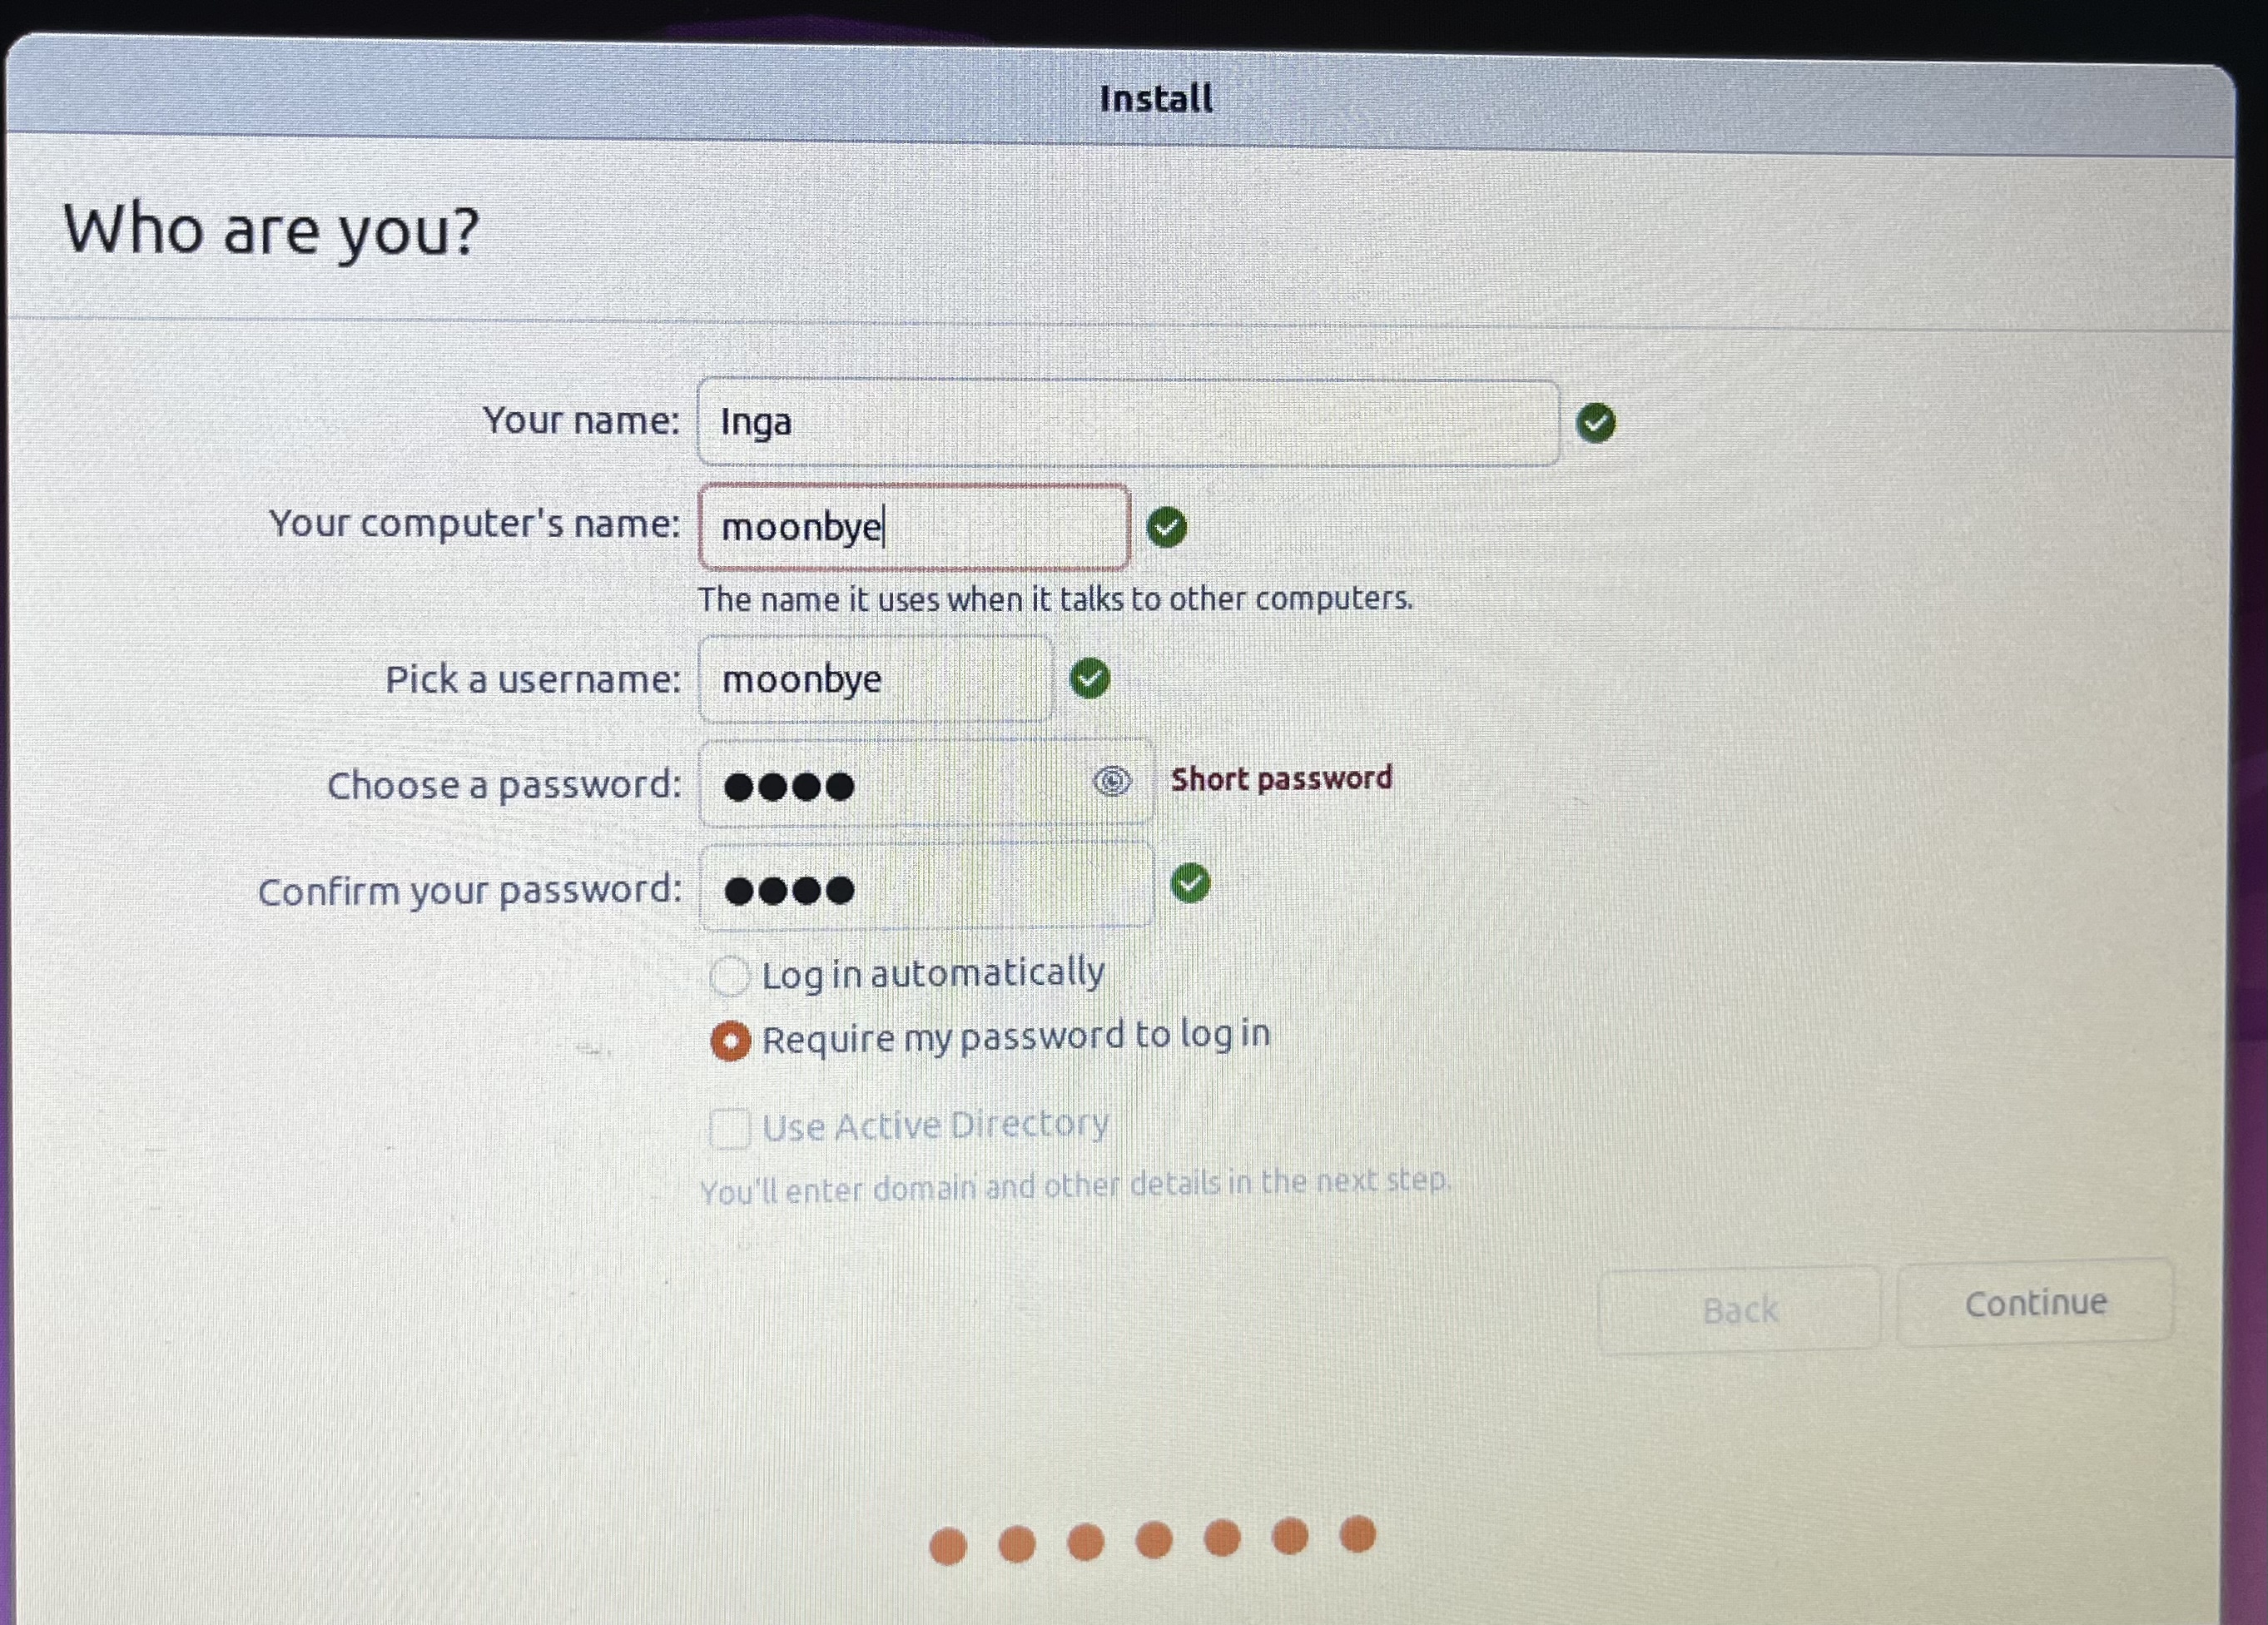 Install
Who are you?
Your name: Inga
Your computer's name: moonbye
The name it uses when it talks to other computers.
Pick a username: moonbye
Choose a password: ●●●● Short password
Confirm your password: ●●●●
Log in automatically
Require my password to log in
Use Active Directory
You'll enter domain and other details in the next step.
Back Continue